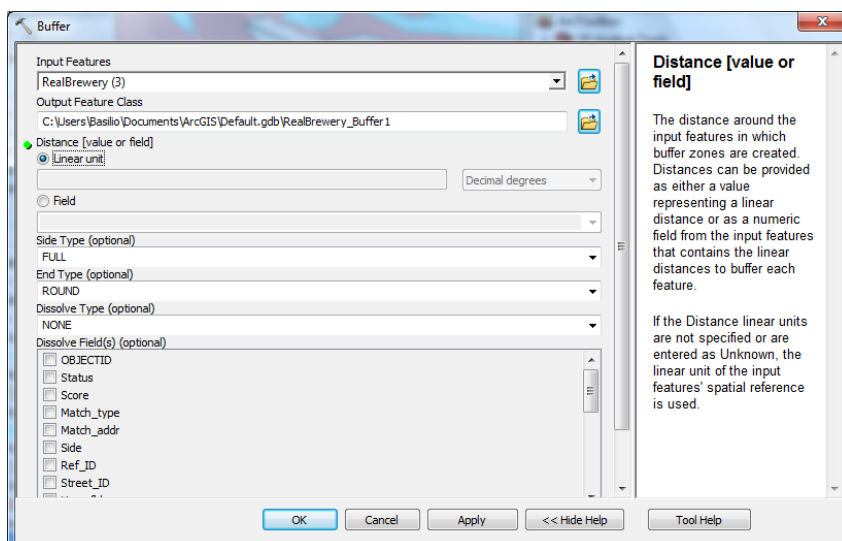 Buffer
Input Features
RealBrewery (3)
Output Feature Class
C:\Users\Basilio\Documents\ArcGIS\Default.gdb\RealBrewery_Buffer1
Distance [value or field]
Linear unit
Decimal degrees
Field
Side Type (optional)
FULL
End Type (optional)
ROUND
Dissolve Type (optional)
NONE
Dissolve Field(s) (optional)
OBJECTID
Status
Score
Match_type
Match_addr
Side
Ref_ID
Street_ID
OK
Cancel
Apply
<< Hide Help
Tool Help
Distance [value or
field]
The distance around the
input features in which
buffer zones are created.
Distances can be provided
as either a value
representing a linear
distance or as a numeric
field from the input features
that contains the linear
distances to buffer each
feature.
If the Distance linear units
are not specified or are
entered as Unknown, the
linear unit of the input
features' spatial reference
is used.